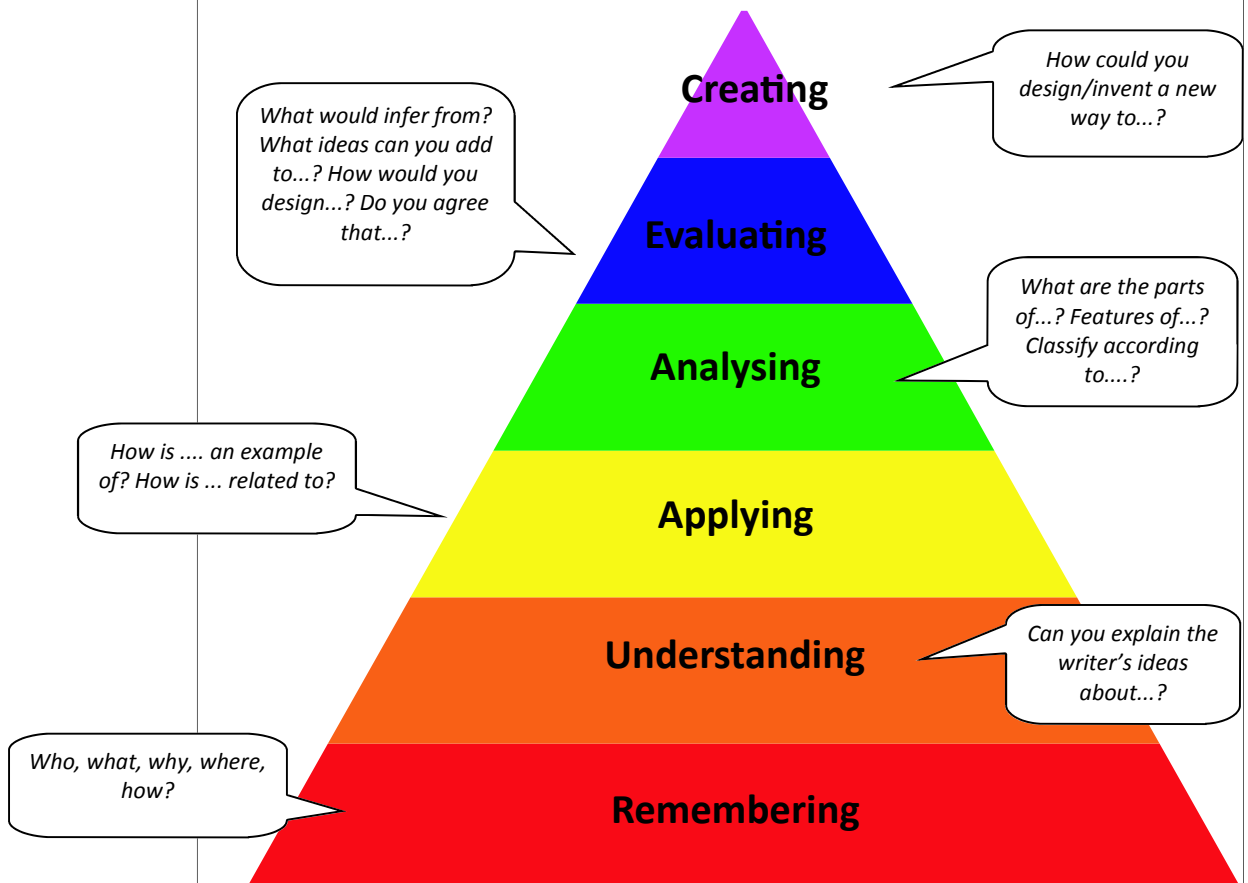 Creating
How could you
design/invent a new
way to...?
What would infer from?
What ideas can you add
to...? How would you
design...? Do you agree
that...?
Evaluating
What are the parts
of...? Features of...?
Classify according
to....?
Analysing
How is .... an example
of? How is ... related to?
Applying
Understanding
Can you explain the
writer’s ideas
about...?
Who, what, why, where,
how?
Remembering